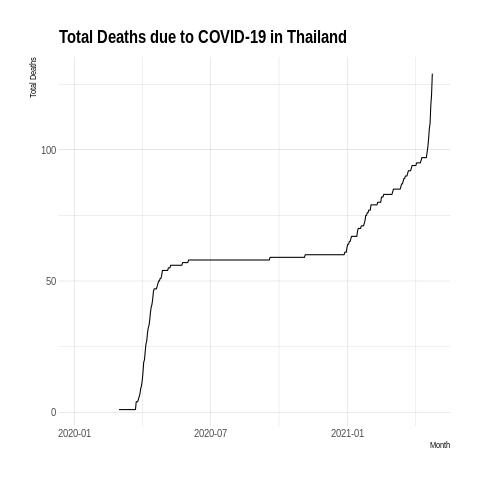 Total Deaths due to COVID-19 in Thailand
Total Deaths
100
50
0
2020-01
2020-07
2021-01
Month